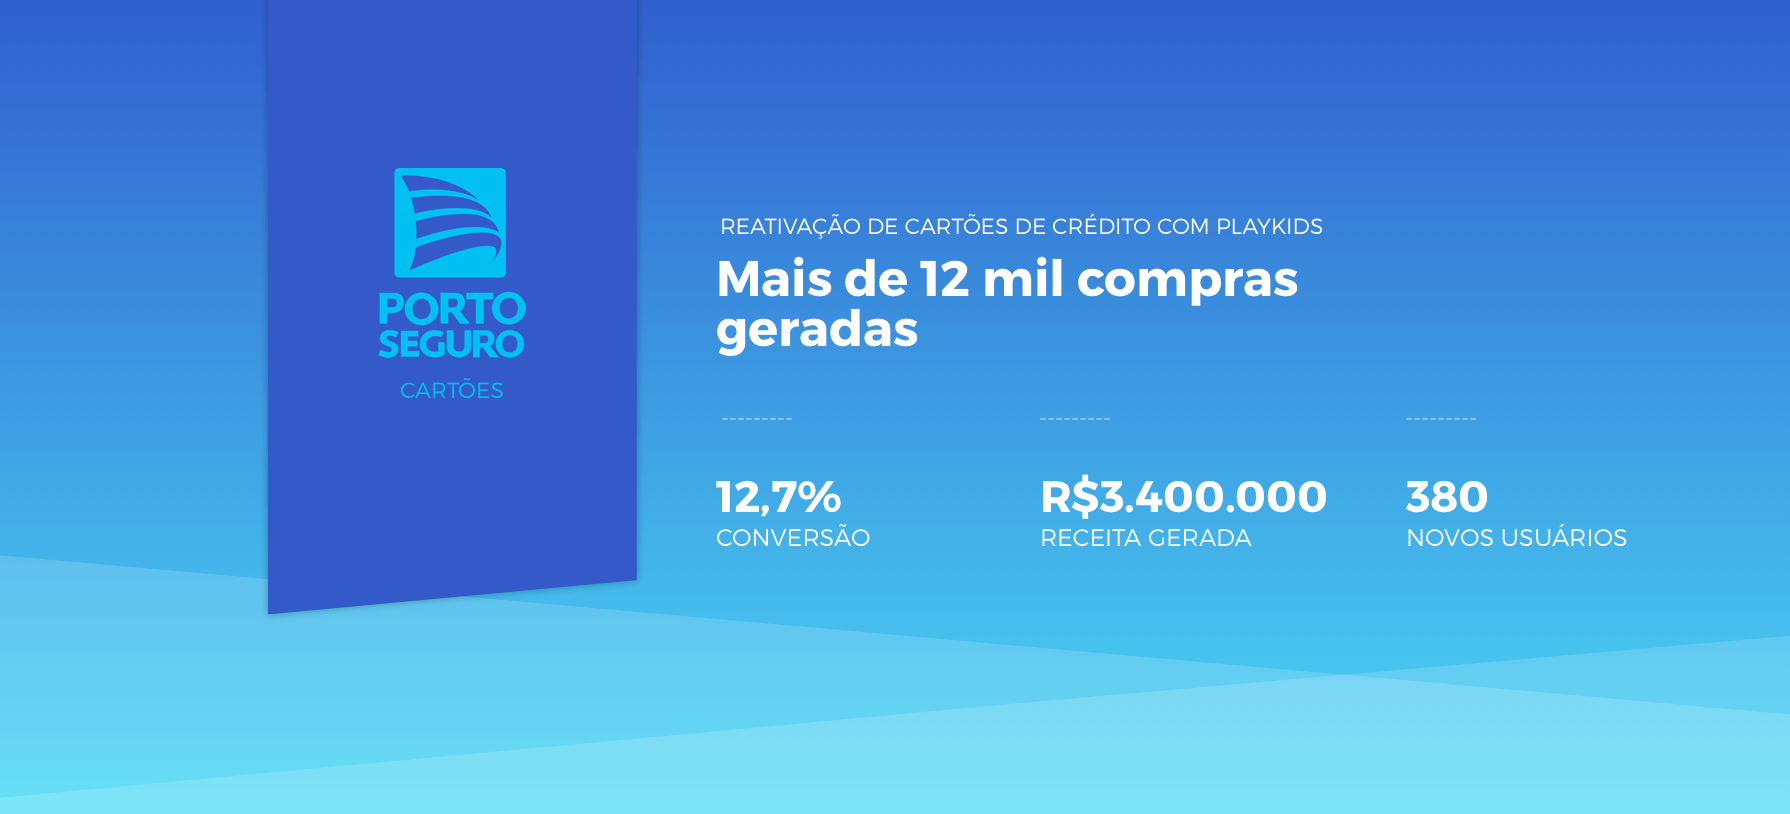 PORTO
SEGURO
CARTÕES
REATIVAÇÃO DE CARTÕES DE CRÉDITO COM PLAYKIDS
Mais de 12 mil compras
geradas
12,7%
CONVERSÃO
R$3.400.000
RECEITA GERADA
380
NOVOS USUÁRIOS